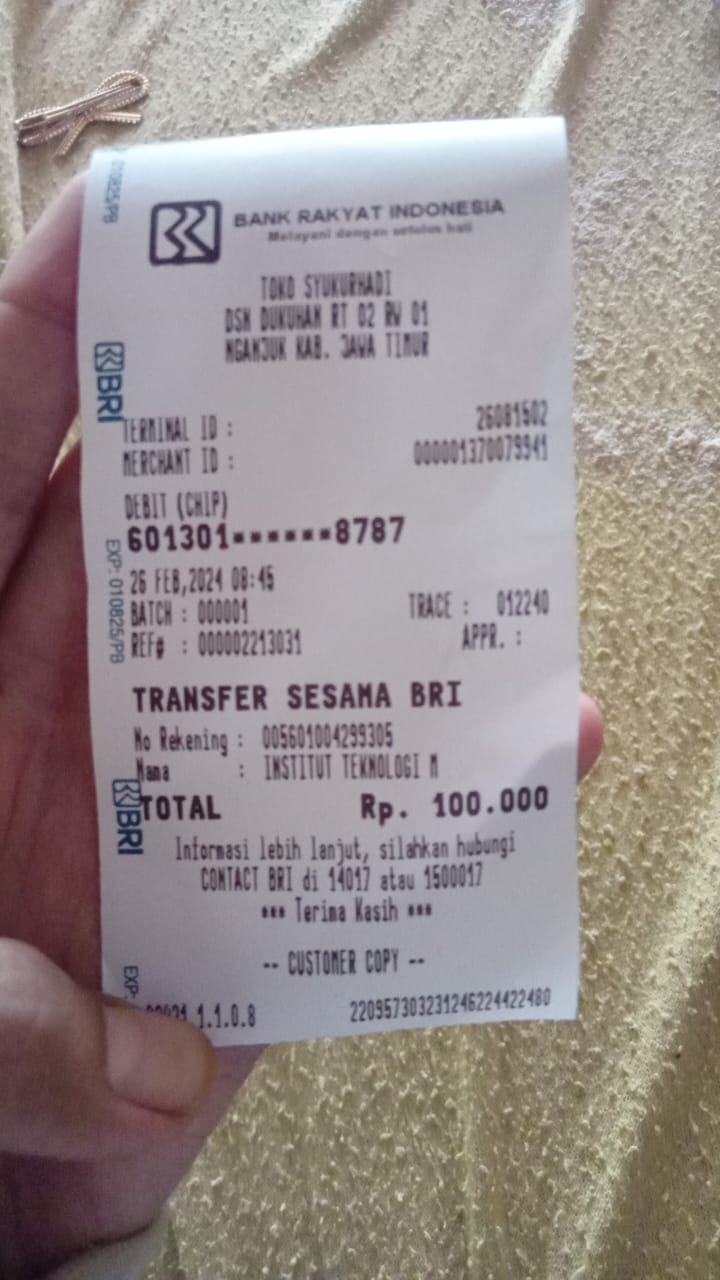 BANK RAKYAT INDONESIA
Melayani dengan setulus hati
TOKO SYUKURHADI
DSN DUKUHAN RT 02 RW 01
NGANJUK KAB. JAWA TIMUR
TERMINAL ID : 26081502
MERCHANT ID : 000001370079941
DEBIT (CHIP)
601301******8787
26 FEB,2024 08:45
BATCH : 000001 TRACE : 012240
REF# : 000002213031 APPR. :
TRANSFER SESAMA BRI
No Rekening : 005601004299305
Nama : INSTITUT TEKNOLOGI M
TOTAL Rp. 100.000
Informasi lebih lanjut, silahkan hubungi
CONTACT BRI di 14017 atau 1500017
*** Terima Kasih ***
-- CUSTOMER COPY --
1.1.0.8 220957303231246224422480
010825/PB
BRI
EXP: 010825/PB
BRI
EXP: